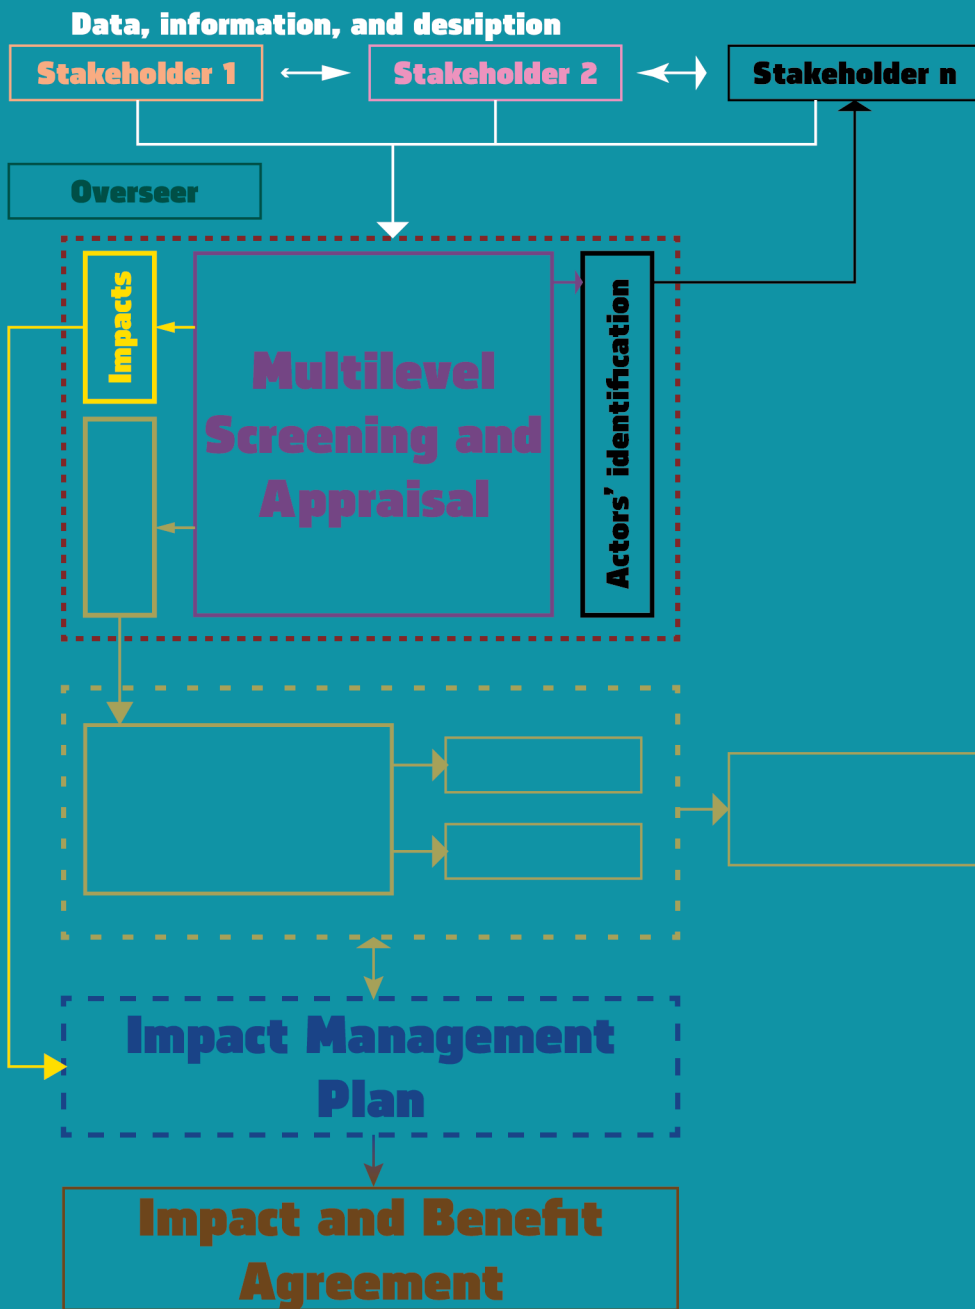 Data, information, and desription
Stakeholder 1
Stakeholder 2
Stakeholder n
Overseer
Impacts
Multilevel
Screening and
Appraisal
Actors’ identification
Impact Management
Plan
Impact and Benefit
Agreement